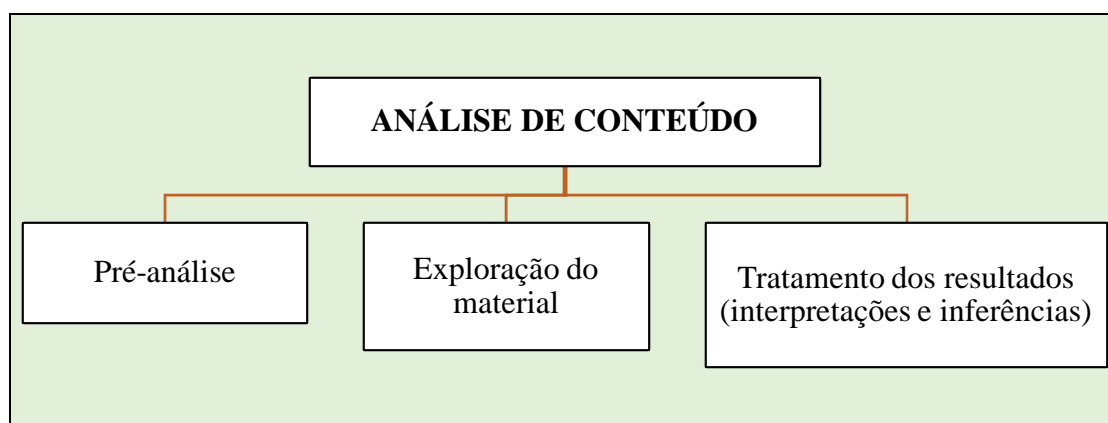 ANÁLISE DE CONTEÚDO
Pré-análise
Exploração do
material
Tratamento dos resultados
(interpretações e inferências)